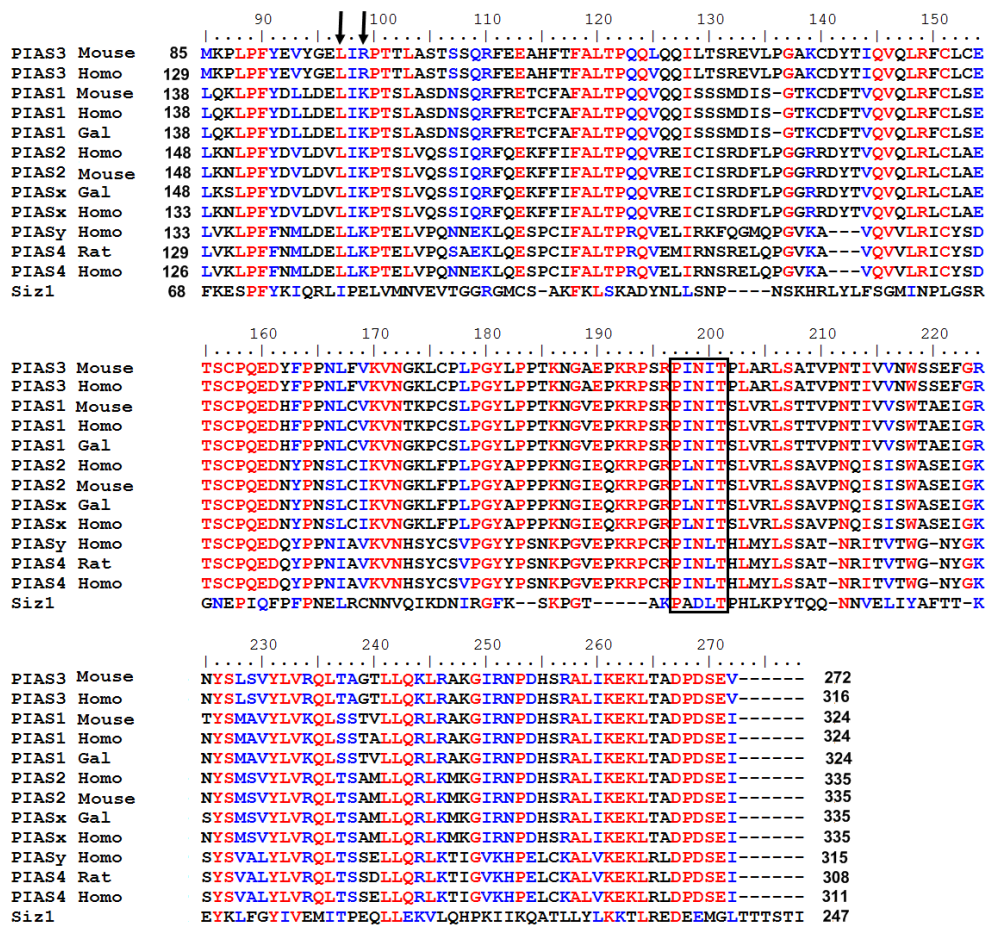 90 100 110 120 130 140 150
|....|....|....|....|....|....|....|....|....|....|....|....|....|....
PIAS3 Mouse 85 MKPLPFYEVYGELIRPTTLASTSSQRFEEAHFTFALTPQQLQQILTSREVLPGAKCDYTIQVQLRFCLCE
PIAS3 Homo 129 MKPLPFYEVYGELIRPTTLASTSSQRFEEAHFTFALTPQQLQQILTSREVLPGAKCDYTIQVQLRFCLCE
PIAS1 Mouse 138 LQKLPFYDLLDELIKPTSLASDNSQRFRETCFAFALTPQQVQQISSSMDIS-GTKCDFTVQVQLRFCLSE
PIAS1 Homo 138 LQKLPFYDLLDELIKPTSLASDNSQRFRETCFAFALTPQQVQQISSSMDIS-GTKCDFTVQVQLRFCLSE
PIAS1 Gal 138 LQKLPFYDLLDELIKPTSLASDNSQRFRETCFAFALTPQQVQQISSSMDIS-GTKCDFTVQVQLRFCLSE
PIAS2 Homo 148 LKNLPFYDVLDVLIKPTSLVQSSIQRFQEKFFIFALTPQQVREICISRDFLPGGRRDYTVQVQLRLCLAE
PIAS2 Mouse 148 LKNLPFYDVLDVLIKPTSLVQSSIQRFQEKFFIFALTPQQVREICISRDFLPGGRRDYTVQVQLRLCLAE
PIASx Gal 148 LKSLPFYDVLDVLIKPTSLVQSSIQRFQEKFFIFALTPQQVREICISRDFLPGGRRDYTVQVQLRLCLAE
PIASx Homo 133 LKNLPFYDVLDVLIKPTSLVQSSIQRFQEKFFIFALTPQQVREICISRDFLPGGRRDYTVQVQLRLCLAE
PIASy Homo 133 LVKLPFFNMLDELLKPTELVPQNNEKLQESPCIFALTPRQVELIRKFQGMQPGVKA---VQVVLRICYSD
PIAS4 Rat 129 LVKLPFFNMLDELLKPTELVPQSAEKLQESPCIFALTPRQVEMIRNSRELQPGVKA---VQVVLRICYSD
PIAS4 Homo 126 LVKLPFFNMLDELLKPTELVPQNNEKLQESPCIFALTPRQVELIRNSRELQPGVKA---VQVVLRICYSD
Siz1 68 FKESPFYKIQRLIPELVMNVEVTGGRGMCS-AKFKLSKADYNLLSNP----NSKHRLYLFSGMINPLGSR
160 170 180 190 200 210 220
|....|....|....|....|....|....|....|....|....|....|....|....|....|....
PIAS3 Mouse TSCPQEDYFPPNLFVKVNGKLCPLPGYLPPTKNGAEPKRPSRPINITPLARLSATVPNTIVVNWSSEFGR
PIAS3 Homo TSCPQEDYFPPNLFVKVNGKLCPLPGYLPPTKNGAEPKRPSRPINITPLARLSATVPNTIVVNWSSEFGR
PIAS1 Mouse TSCPQEDHFPPNLCVKVNTKPCSLPGYLPPTKNGVEPKRPSRPINITSLVRLSTTVPNTIVVSWTAEIGR
PIAS1 Homo TSCPQEDHFPPNLCVKVNTKPCSLPGYLPPTKNGVEPKRPSRPINITSLVRLSTTVPNTIVVSWTAEIGR
PIAS1 Gal TSCPQEDHFPPNLCVKVNTKPCSLPGYLPPTKNGVEPKRPSRPINITSLVRLSTTVPNTIVVSWTAEIGR
PIAS2 Homo TSCPQEDNYPNSLCIKVNGKLFPLPGYAPPPKNGIEQKRPGRPLNITSLVRLSSAVPNQISISWASEIGK
PIAS2 Mouse TSCPQEDNYPNSLCIKVNGKLFPLPGYAPPPKNGIEQKRPGRPLNITSLVRLSSAVPNQISISWASEIGK
PIASx Gal TSCPQEDNYPNSLCIKVNGKLFPLPGYAPPPKNGIEQKRPGRPLNITSLVRLSSAVPNQISISWASEIGK
PIASx Homo TSCPQEDNYPNSLCIKVNGKLFPLPGYAPPPKNGIEQKRPGRPLNITSLVRLSSAVPNQISISWASEIGK
PIASy Homo TSCPQEDQYPPNIAVKVNHSYCSVPGYYPSNKPGVEPKRPCRPINLTHLMYLSSAT-NRITVTWG-NYGK
PIAS4 Rat TSCPQEDQYPPNIAVKVNHSYCSVPGYYPSNKPGVEPKRPCRPINLTHLMYLSSAT-NRITVTWG-NYGK
PIAS4 Homo TSCPQEDQYPPNIAVKVNHSYCSVPGYYPSNKPGVEPKRPCRPINLTHLMYLSSAT-NRITVTWG-NYGK
Siz1 GNEPIQFPFPNELRCNNVQIKDNIRGFK--SKPGT-----AKPADLTPHLKPYTQQ-NNVELIYAFTT-K
230 240 250 260 270
|....|....|....|....|....|....|....|....|....|....|...
PIAS3 Mouse NYSLSVYLVRQLTAGTLLQKLRAKGIRNPDHSRALIKEKLTADPDSEV------ 272
PIAS3 Homo NYSLSVYLVRQLTAGTLLQKLRAKGIRNPDHSRALIKEKLTADPDSEV------ 316
PIAS1 Mouse TYSMAVYLVKQLSSTVLLQRLRAKGIRNPDHSRALIKEKLTADPDSEI------ 324
PIAS1 Homo NYSMAVYLVKQLSSTALLQRLRAKGIRNPDHSRALIKEKLTADPDSEI------ 324
PIAS1 Gal NYSMAVYLVKQLSSTVLLQRLRAKGIRNPDHSRALIKEKLTADPDSEI------ 324
PIAS2 Homo NYSMSVYLVRQLTSAMLLQRLKMKGIRNPDHSRALIKEKLTADPDSEI------ 335
PIAS2 Mouse NYSMSVYLVRQLTSAMLLQRLKMKGIRNPDHSRALIKEKLTADPDSEI------ 335
PIASx Gal SYSMSVYLVRQLTSAMLLQRLKMKGIRNPDHSRALIKEKLTADPDSEI------ 335
PIASx Homo NYSMSVYLVRQLTSAMLLQRLKMKGIRNPDHSRALIKEKLTADPDSEI------ 335
PIASy Homo SYSVALYLVRQLTSSELLQRLKTIGVKHPELCKALVKEKLRLDPDSEI------ 315
PIAS4 Rat SYSVALYLVRQLTSSDLLQRLKTIGVKHPELCKALVKEKLRLDPDSEI------ 308
PIAS4 Homo SYSVALYLVRQLTSSELLQRLKTIGVKHPELCKALVKEKLRLDPDSEI------ 311
Siz1 EYKLFGYIVEMITPEQLLEKVLQHPKIIKQATLLYLKKTLREDEEMGLTTTSTI 247